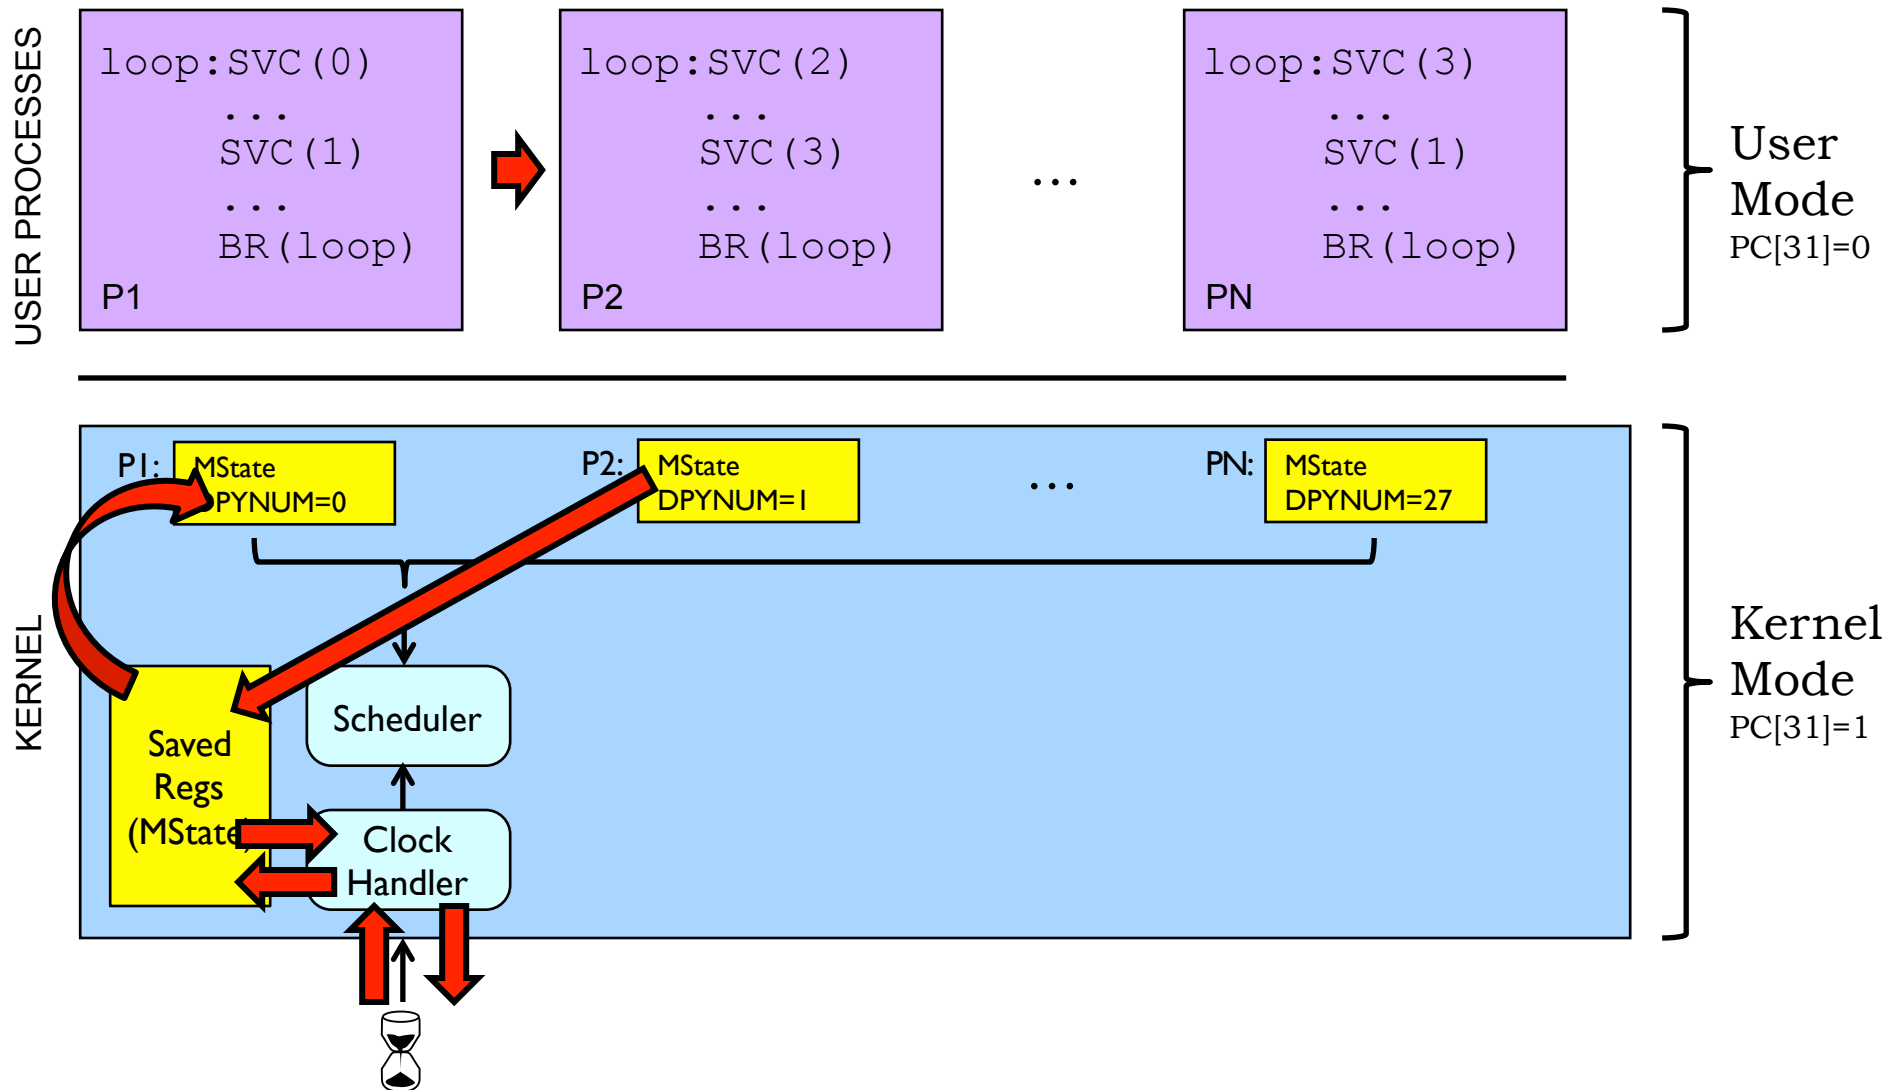 USER PROCESSES
loop:SVC(0)
...
SVC(1)
...
BR(loop)
P1
loop:SVC(2)
...
SVC(3)
...
BR(loop)
P2
...
loop:SVC(3)
...
SVC(1)
...
BR(loop)
PN
User
Mode
PC[31]=0
KERNEL
P1:
MState
DPYNUM=0
P2:
MState
DPYNUM=1
...
PN:
MState
DPYNUM=27
Scheduler
Saved
Regs
(MState)
Clock
Handler
Kernel
Mode
PC[31]=1